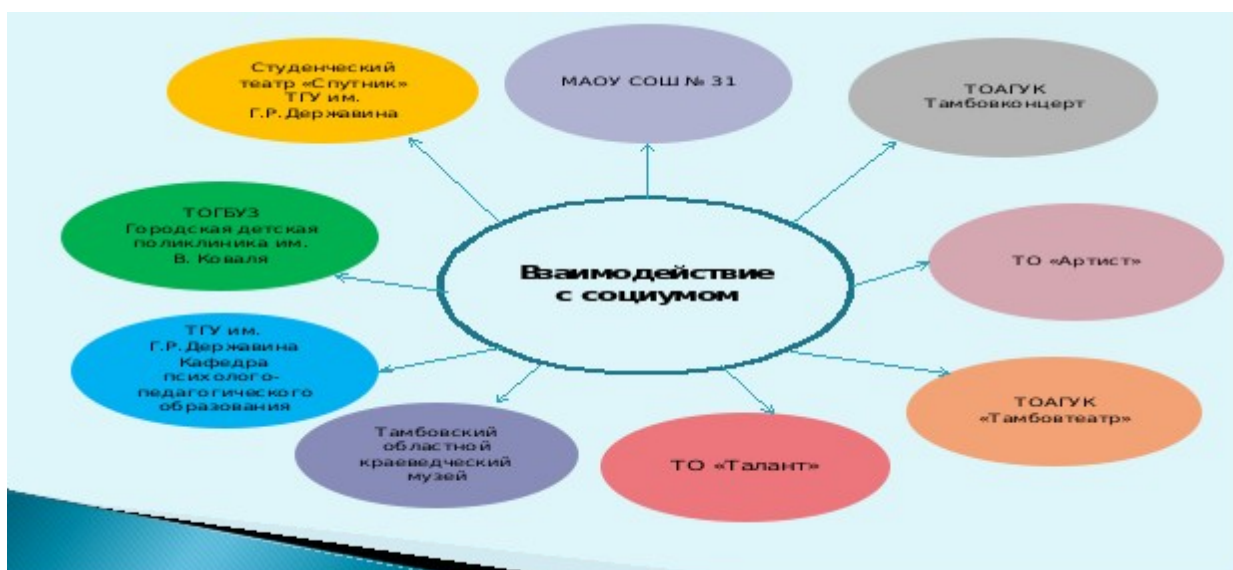 Студенческий
театр «Спутник»
ТГУ им.
Г.Р.Державина
МАОУ СОШ № 31
ТОАГУК
Тамбовконцерт
ТОГБУЗ
Городская детская
поликлиника им.
В. Коваля
Взаимодействие
с социумом
ТО «Артист»
ТГУ им.
Г.Р.Державина
Кафедра
психолого-
педагогического
образования
ТОАГУК
«Тамбовтеатр»
Тамбовский
областной
краеведческий
музей
ТО «Талант»